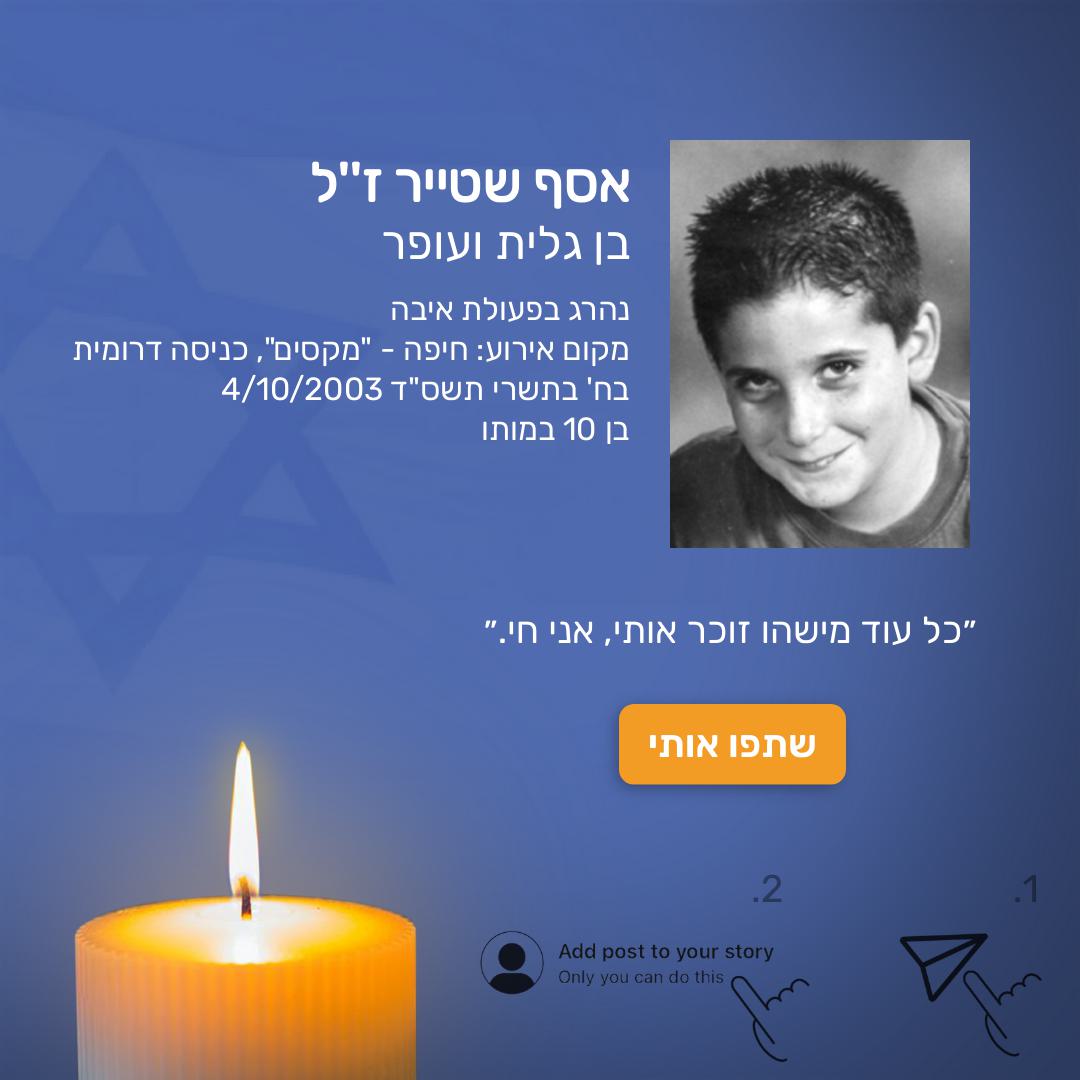 אסף שטייר ז"ל
בן גלית ועופר
נהרג בפעולת איבה
מקום אירוע: חיפה - "מקסים", כניסה דרומית
בח' בתשרי תשס"ד 4/10/2003
בן 10 במותו
"כל עוד מישהו זוכר אותי, אני חי."
שתפו אותי
.1
.2
Add post to your story
Only you can do this